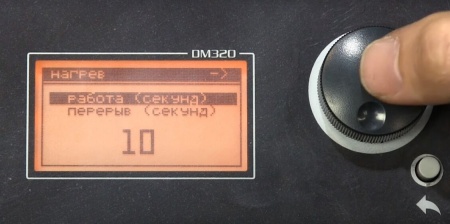 DM320
нагрев ->
работа (секунд)
перерыв (секунд)
10